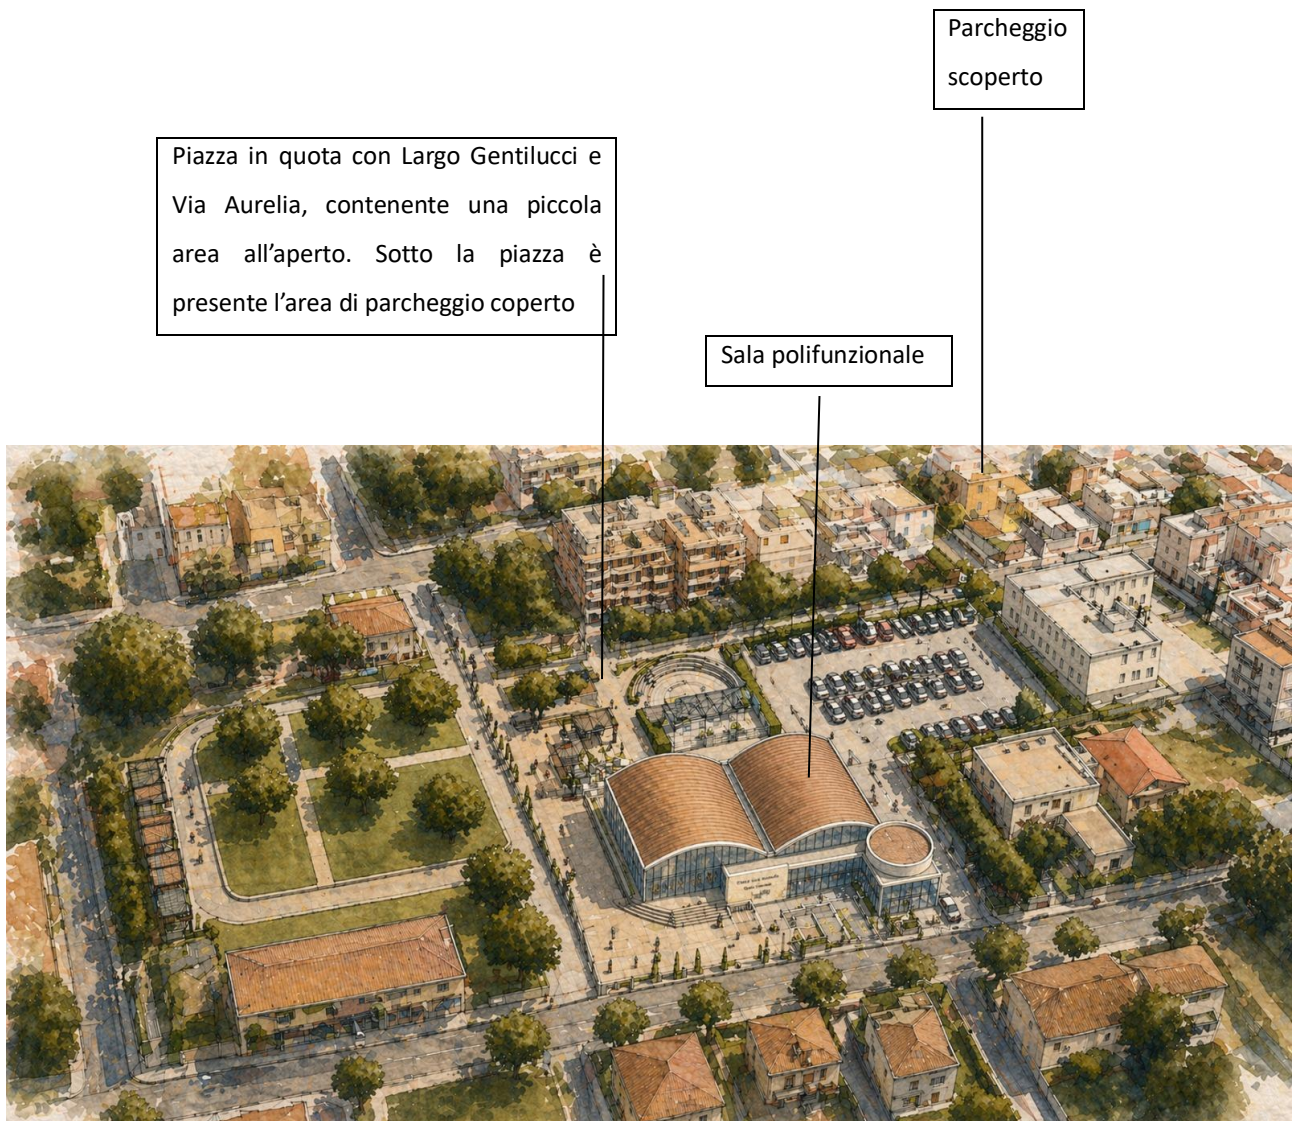 Parcheggio
scoperto
Piazza in quota con Largo Gentilucci e
Via Aurelia, contenente una piccola
area all’aperto. Sotto la piazza è
presente l’area di parcheggio coperto
Sala polifunzionale